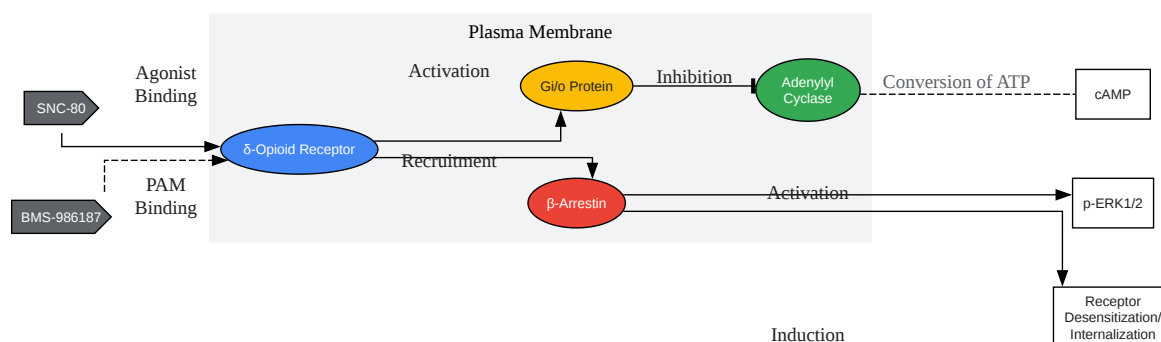 Plasma Membrane
Agonist
Binding
Activation
Gi/o Protein
Inhibition
Adenylyl
Cyclase
Conversion of ATP
cAMP
SNC-80
δ-Opioid Receptor
Recruitment
PAM
Binding
BMS-986187
β-Arrestin
Activation
p-ERK1/2
Receptor
Desensitization/
Internalization
Induction